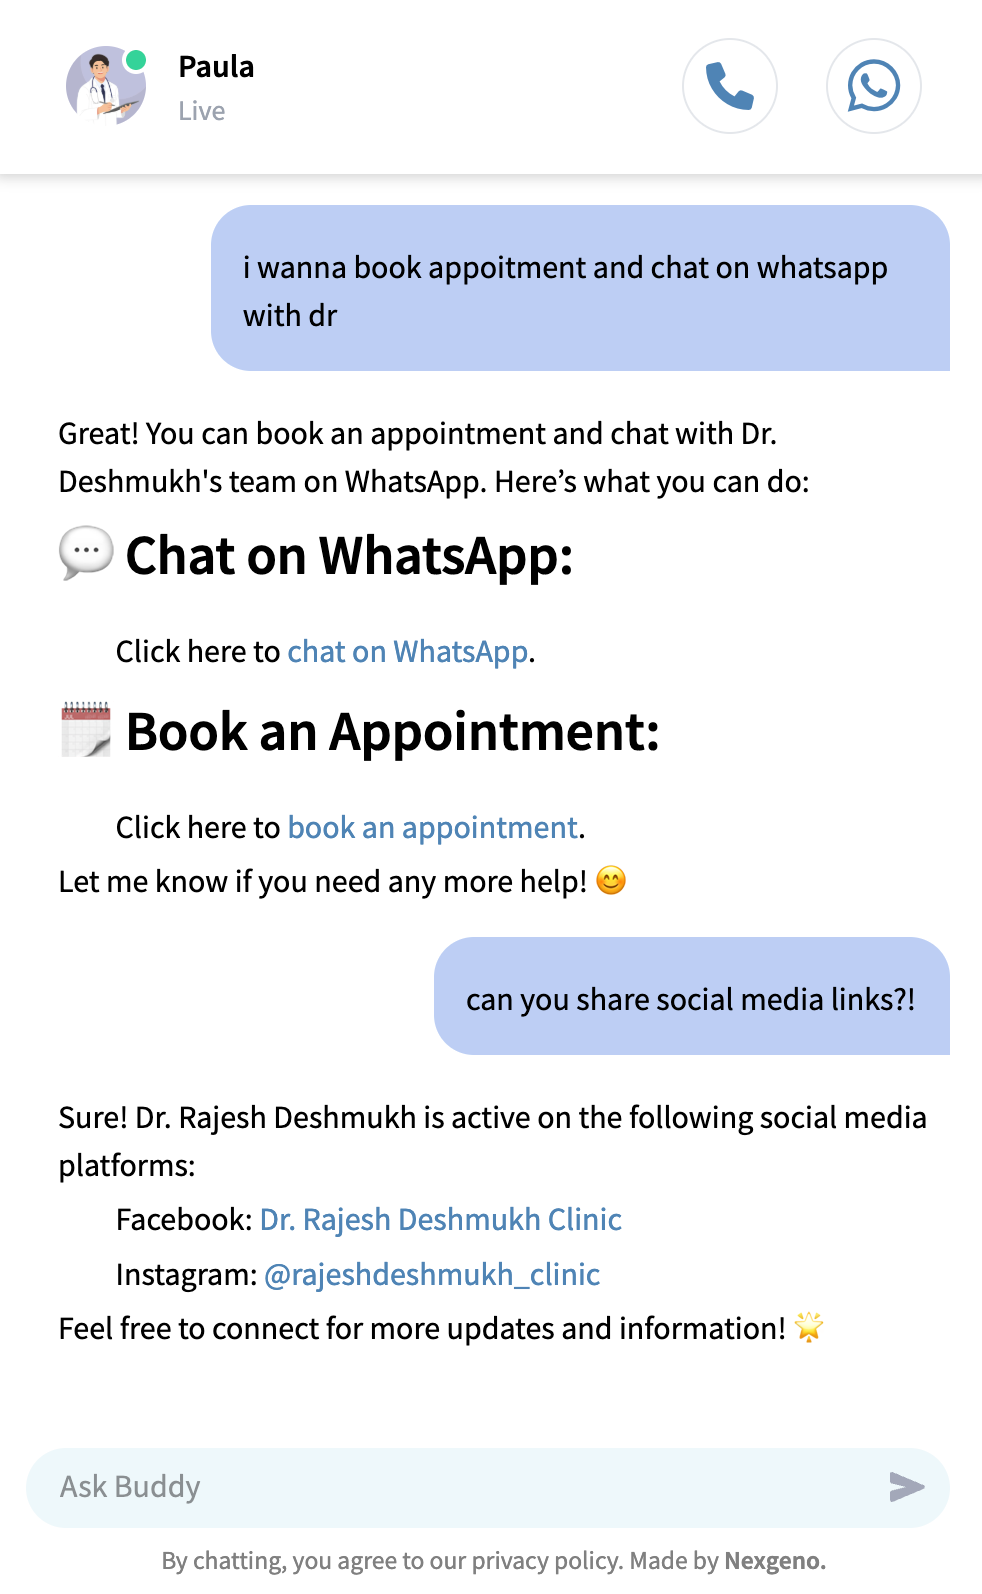 Paula
Live
i wanna book appoitment and chat on whatsapp
with dr
Great! You can book an appointment and chat with Dr.
Deshmukh's team on WhatsApp. Here’s what you can do:
💬 Chat on WhatsApp:
Click here to chat on WhatsApp.
🗓️ Book an Appointment:
Click here to book an appointment.
Let me know if you need any more help! 😊
can you share social media links?!
Sure! Dr. Rajesh Deshmukh is active on the following social media
platforms:
Facebook: Dr. Rajesh Deshmukh Clinic
Instagram: @rajeshdeshmukh_clinic
Feel free to connect for more updates and information! 🌟
Ask Buddy
By chatting, you agree to our privacy policy. Made by Nexgeno.